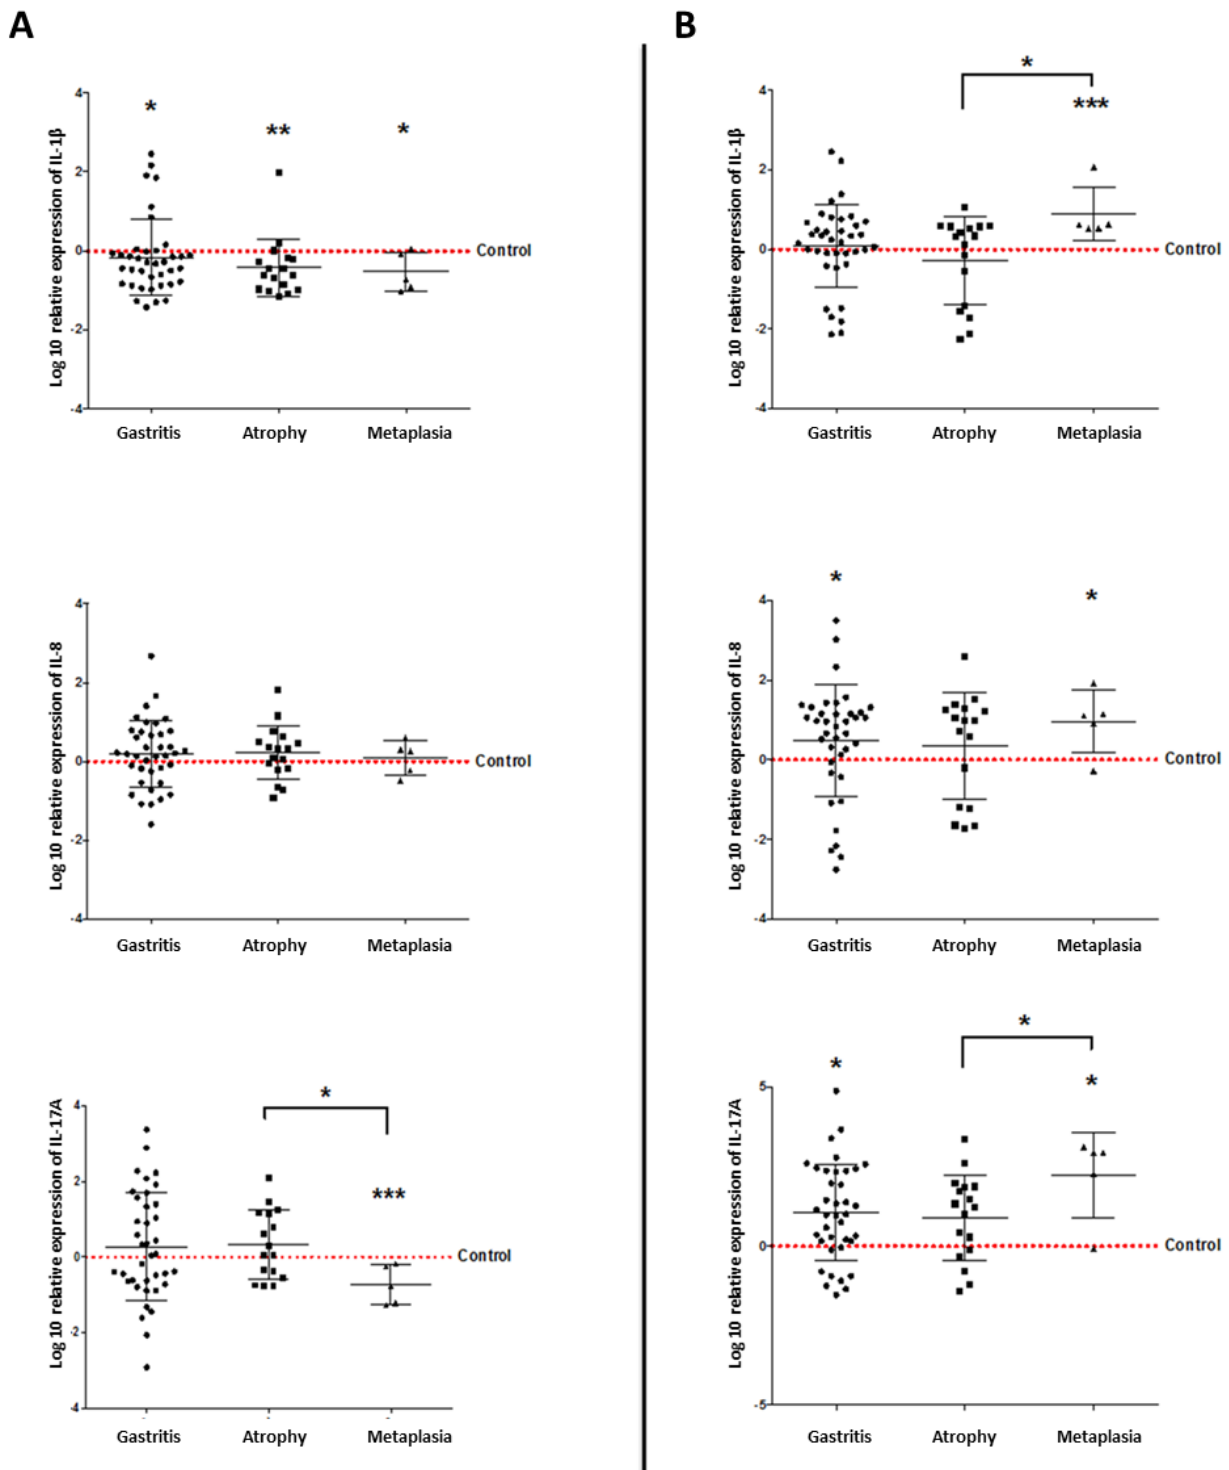 A
B
Log 10 relative expression of IL-1β
4
2
0
-2
-4
*
**
*
Control
Gastritis
Atrophy
Metaplasia
Log 10 relative expression of IL-1β
4
2
0
-2
-4
*
***
Control
Gastritis
Atrophy
Metaplasia
Log 10 relative expression of IL-8
4
2
0
-2
-4
Control
Gastritis
Atrophy
Metaplasia
Log 10 relative expression of IL-8
4
2
0
-2
-4
*
*
Control
Gastritis
Atrophy
Metaplasia
Log 10 relative expression of IL-17A
4
2
0
-2
-4
*
***
Control
Gastritis
Atrophy
Metaplasia
Log 10 relative expression of IL-17A
5
0
-5
*
*
*
Control
Gastritis
Atrophy
Metaplasia